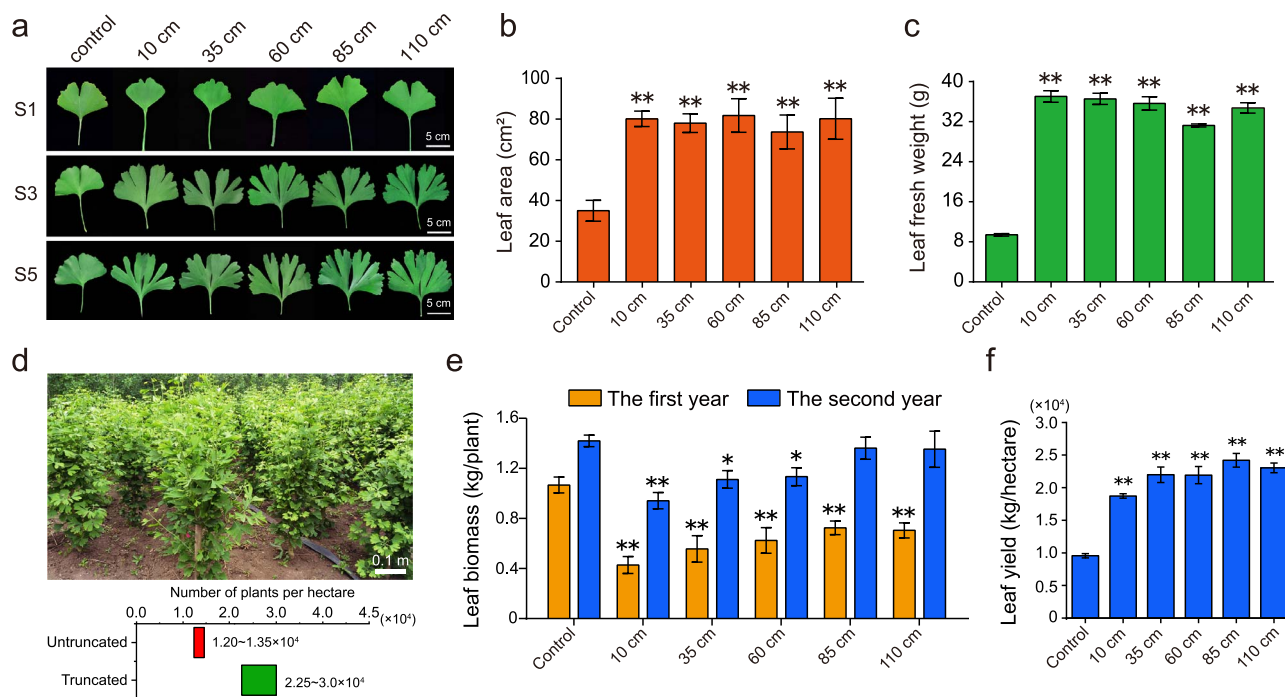 a
control
10 cm
35 cm
60 cm
85 cm
110 cm
S1
5 cm
S3
5 cm
S5
5 cm
b
Leaf area (cm²)
100
80
60
40
20
0
**
**
**
**
**
Control
10 cm
35 cm
60 cm
85 cm
110 cm
c
Leaf fresh weight (g)
40
32
24
16
8
0
**
**
**
**
**
Control
10 cm
35 cm
60 cm
85 cm
110 cm
d
0.1 m
Number of plants per hectare
0.0 1.0 2.0 3.0 4.5 (×10⁴)
Untruncated 1.20~1.35×10⁴
Truncated 2.25~3.0×10⁴
e
The first year The second year
Leaf biomass (kg/plant)
1.6
1.2
0.8
0.4
0
**
**
**
*
**
*
**
**
Control
10 cm
35 cm
60 cm
85 cm
110 cm
f
(×10⁴)
Leaf yield (kg/hectare)
3.0
2.5
2.0
1.5
1.0
0.5
0.0
**
**
**
**
**
Control
10 cm
35 cm
60 cm
85 cm
110 cm